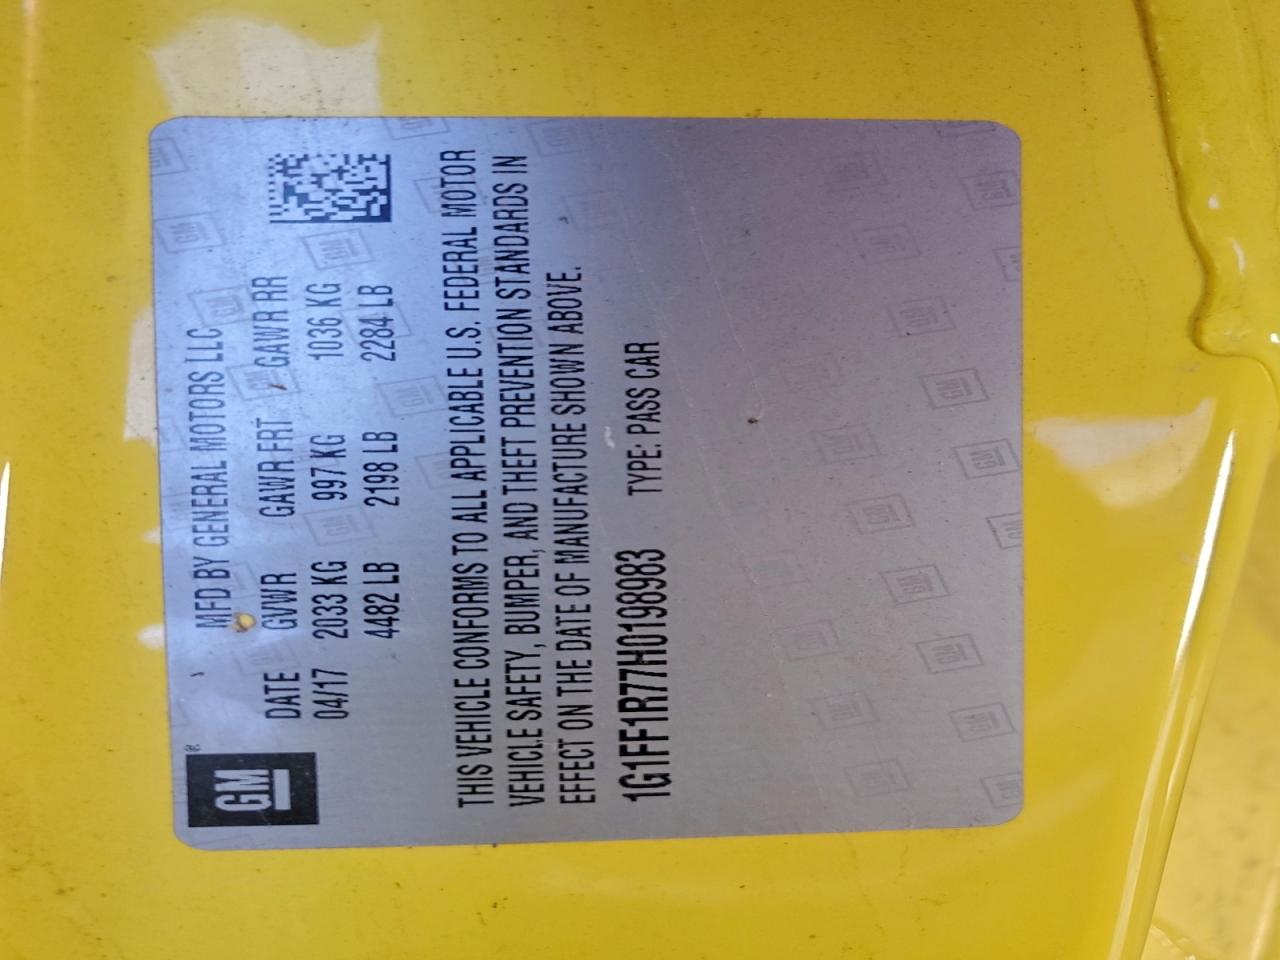 GM®
MFD BY GENERAL MOTORS LLC
DATE GVWR GAWR FRT GAWR RR
04/17 2033 KG 997 KG 1036 KG
4482 LB 2198 LB 2284 LB
THIS VEHICLE CONFORMS TO ALL APPLICABLE U.S. FEDERAL MOTOR
VEHICLE SAFETY, BUMPER, AND THEFT PREVENTION STANDARDS IN
EFFECT ON THE DATE OF MANUFACTURE SHOWN ABOVE.
1G1FF1R77H0198983 TYPE: PASS CAR